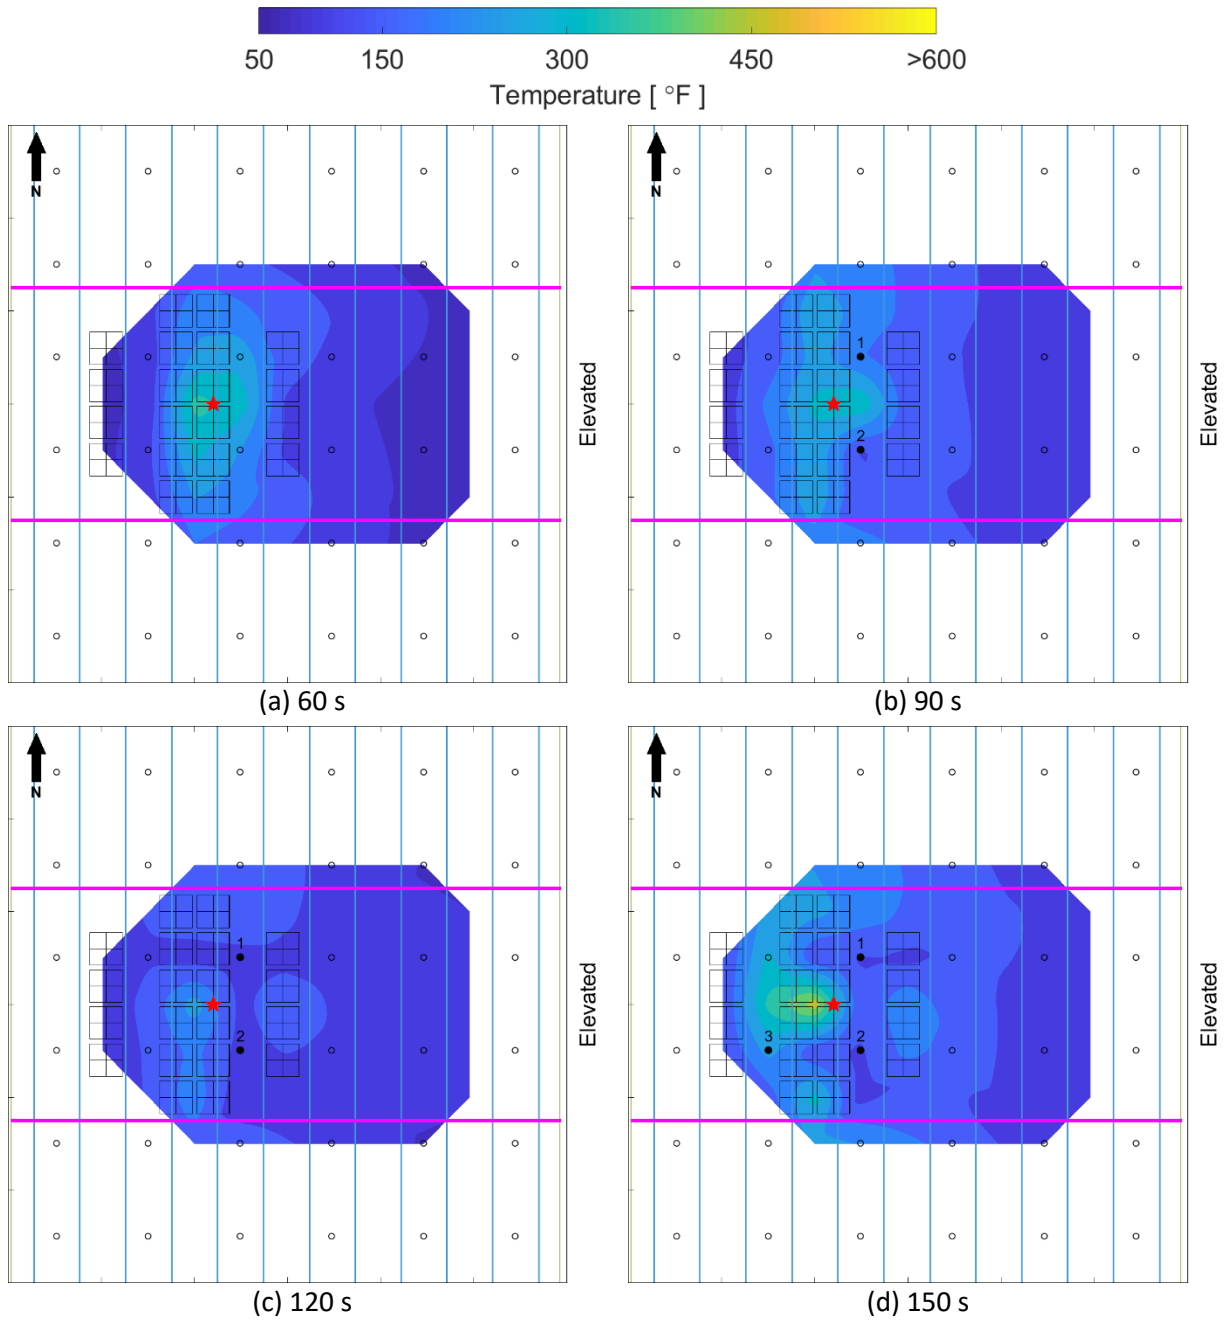 50 150 300 450 >600
Temperature [ °F ]
N
Elevated
(a) 60 s
N
1
2
Elevated
(b) 90 s
N
1
2
Elevated
(c) 120 s
N
1
3 2
Elevated
(d) 150 s